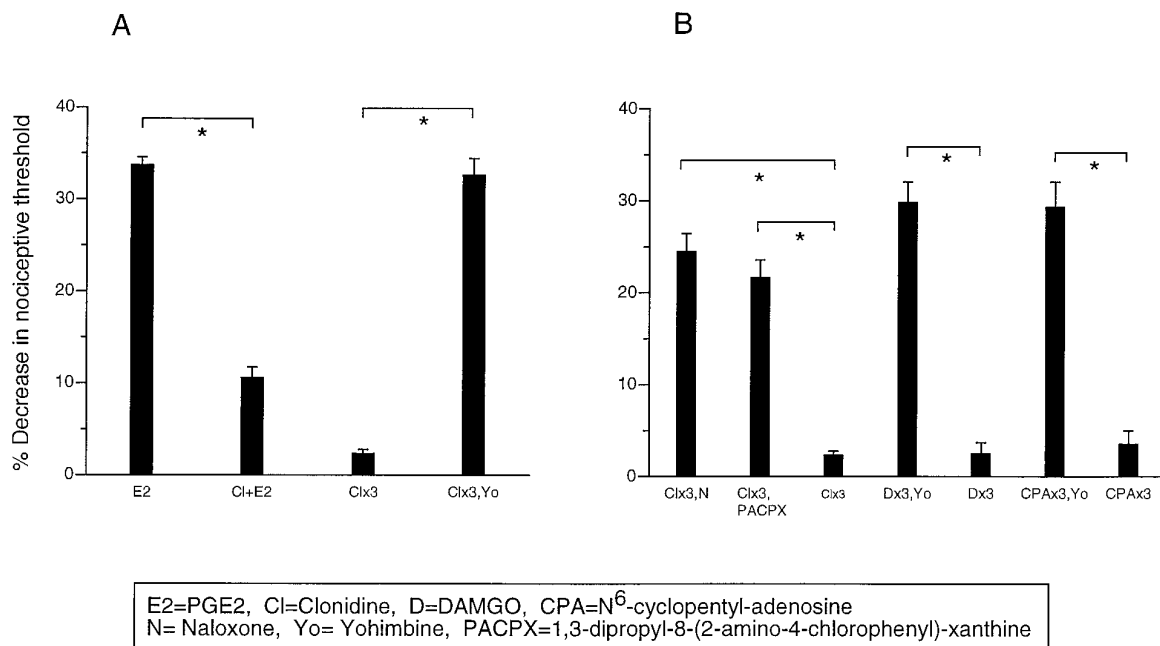 A
B
% Decrease in nociceptive threshold
40
30
20
10
0
*
*
E2
Cl+E2
Clx3
Clx3,Yo
40
30
20
10
0
*
*
*
*
Clx3,N
Clx3,
PACPX
Clx3
Dx3,Yo
Dx3
CPAx3,Yo
CPAx3
E2=PGE2, Cl=Clonidine, D=DAMGO, CPA=N6-cyclopentyl-adenosine
N= Naloxone, Yo= Yohimbine, PACPX=1,3-dipropyl-8-(2-amino-4-chlorophenyl)-xanthine